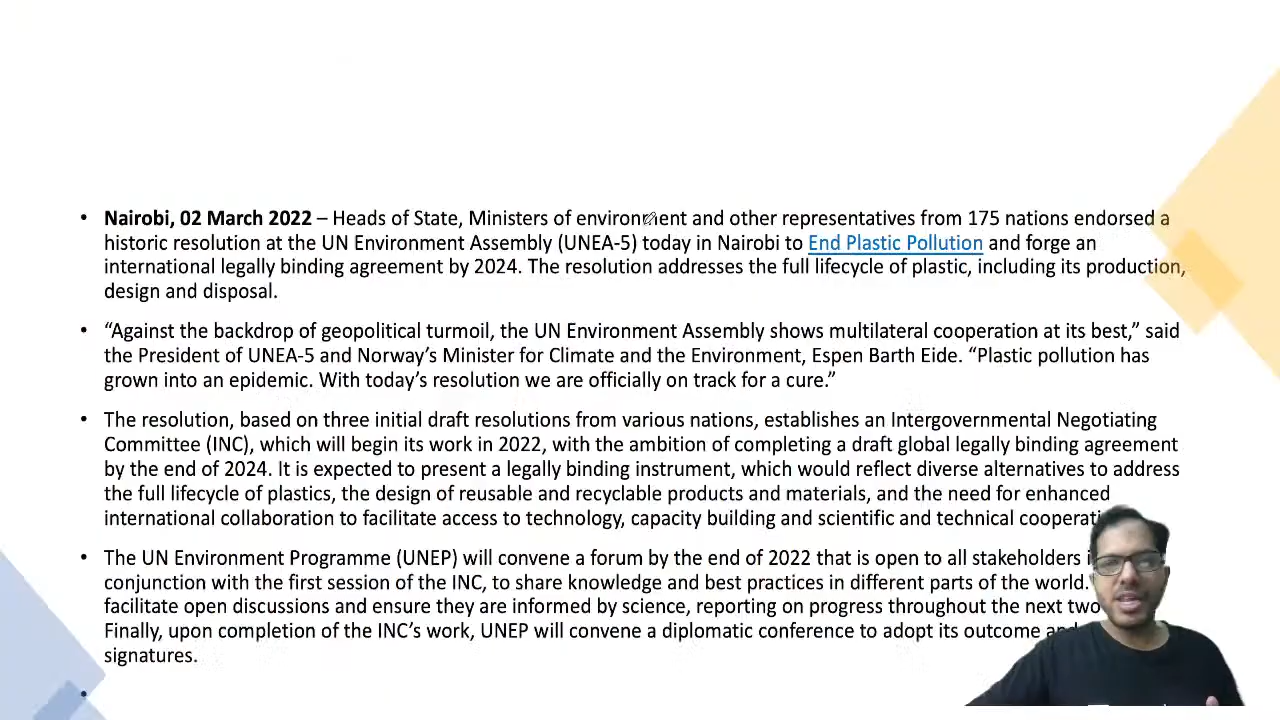 • Nairobi, 02 March 2022 – Heads of State, Ministers of environment and other representatives from 175 nations endorsed a
historic resolution at the UN Environment Assembly (UNEA-5) today in Nairobi to End Plastic Pollution and forge an
international legally binding agreement by 2024. The resolution addresses the full lifecycle of plastic, including its production,
design and disposal.
• “Against the backdrop of geopolitical turmoil, the UN Environment Assembly shows multilateral cooperation at its best,” said
the President of UNEA-5 and Norway’s Minister for Climate and the Environment, Espen Barth Eide. “Plastic pollution has
grown into an epidemic. With today’s resolution we are officially on track for a cure.”
• The resolution, based on three initial draft resolutions from various nations, establishes an Intergovernmental Negotiating
Committee (INC), which will begin its work in 2022, with the ambition of completing a draft global legally binding agreement
by the end of 2024. It is expected to present a legally binding instrument, which would reflect diverse alternatives to address
the full lifecycle of plastics, the design of reusable and recyclable products and materials, and the need for enhanced
international collaboration to facilitate access to technology, capacity building and scientific and technical
• The UN Environment Programme (UNEP) will convene a forum by the end of 2022 that is open to all stakeholders
conjunction with the first session of the INC, to share knowledge and best practices in different parts of the world.
facilitate open discussions and ensure they are informed by science, reporting on progress throughout the next two
Finally, upon completion of the INC’s work, UNEP will convene a diplomatic conference to adopt its outcome
signatures.
•